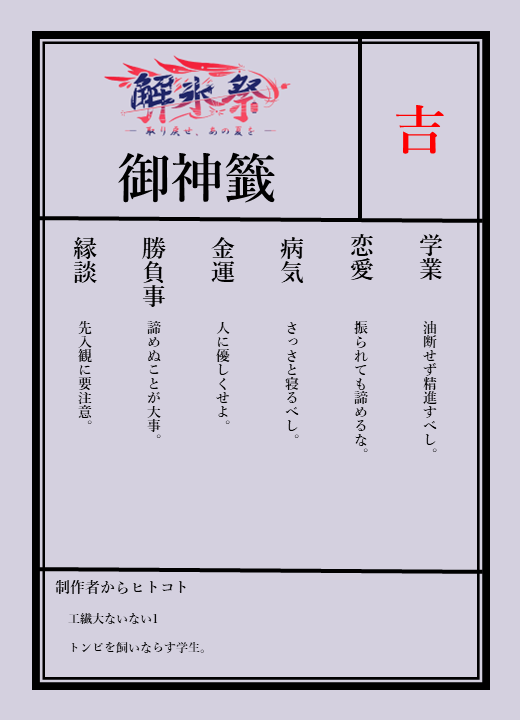 解氷祭
― 取り戻せ、あの夏を ―
御神籤
吉
学業
油断せず精進すべし。
恋愛
振られても諦めるな。
病気
さっさと寝るべし。
金運
人に優しくせよ。
勝負事
諦めぬことが大事。
縁談
先入観に要注意。
制作者からヒトコト
工繊大ないない1
トンビを飼いならす学生。